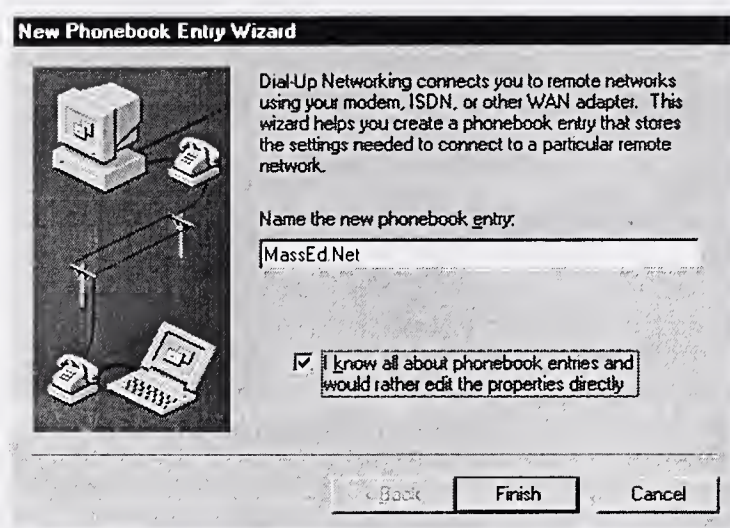 New Phonebook Entry Wizard
Dial-Up Networking connects you to remote networks
using your modem, ISDN, or other WAN adapter. This
wizard helps you create a phonebook entry that stores
the settings needed to connect to a particular remote
network.
Name the new phonebook entry:
MassEd.Net
I know all about phonebook entries and
would rather edit the properties directly
< Back
Finish
Cancel